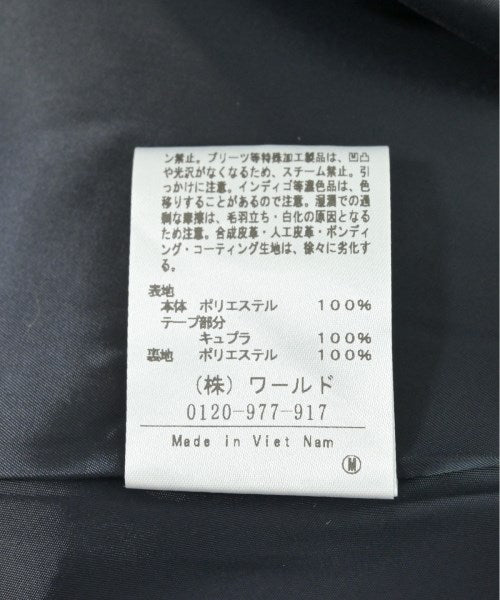 ン禁止。プリーツ等特殊加工製品は、凹凸
や光沢がなくなるため、スチーム禁止。引
っかけに注意。インディゴ等濃色品は、色
移りすることがあるので注意。湿潤での過
剰な摩擦は、毛羽立ち・白化の原因となる
ため注意。合成皮革・人工皮革・ボンディ
ング・コーティング生地は、徐々に劣化す
る。
表地
本体 ポリエステル 100%
テープ部分
キュプラ 100%
裏地 ポリエステル 100%
(株) ワールド
0120-977-917
Made in Viet Nam
M